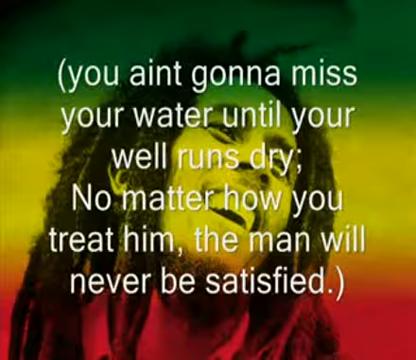 (you aint gonna miss
your water until your
well runs dry;
No matter how you
treat him, the man will
never be satisfied.)